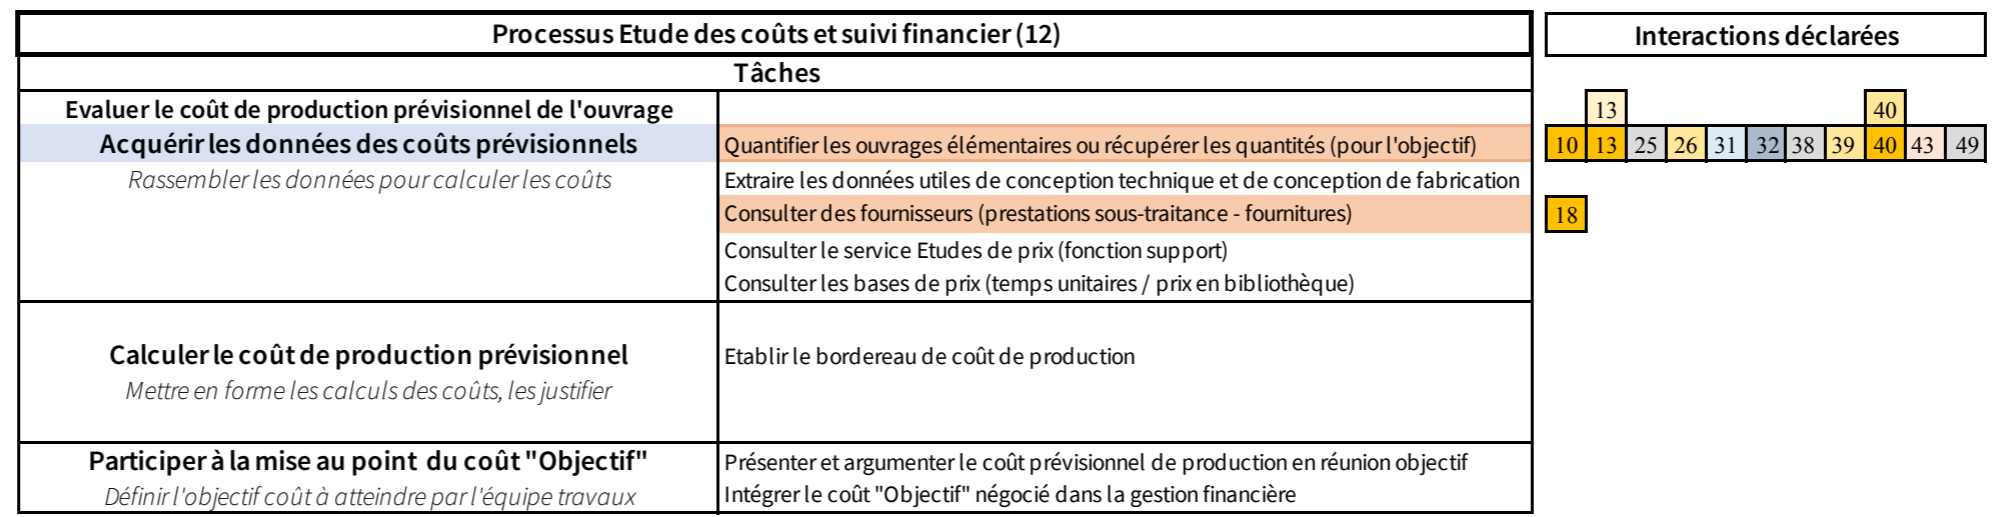 Processus Etude des coûts et suivi financier (12)
Interactions déclarées
Tâches
Evaluer le coût de production prévisionnel de l'ouvrage
13 40
Acquérir les données des coûts prévisionnels
Quantifier les ouvrages élémentaires ou récupérer les quantités (pour l'objectif)
10 13 25 26 31 32 38 39 40 43 49
Rassembler les données pour calculer les coûts
Extraire les données utiles de conception technique et de conception de fabrication
Consulter des fournisseurs (prestations sous-traitance - fournitures)
18
Consulter le service Etudes de prix (fonction support)
Consulter les bases de prix (temps unitaires / prix en bibliothèque)
Calculer le coût de production prévisionnel
Etablir le bordereau de coût de production
Mettre en forme les calculs des coûts, les justifier
Participer à la mise au point du coût "Objectif"
Présenter et argumenter le coût prévisionnel de production en réunion objectif
Définir l'objectif coût à atteindre par l'équipe travaux
Intégrer le coût "Objectif" négocié dans la gestion financière